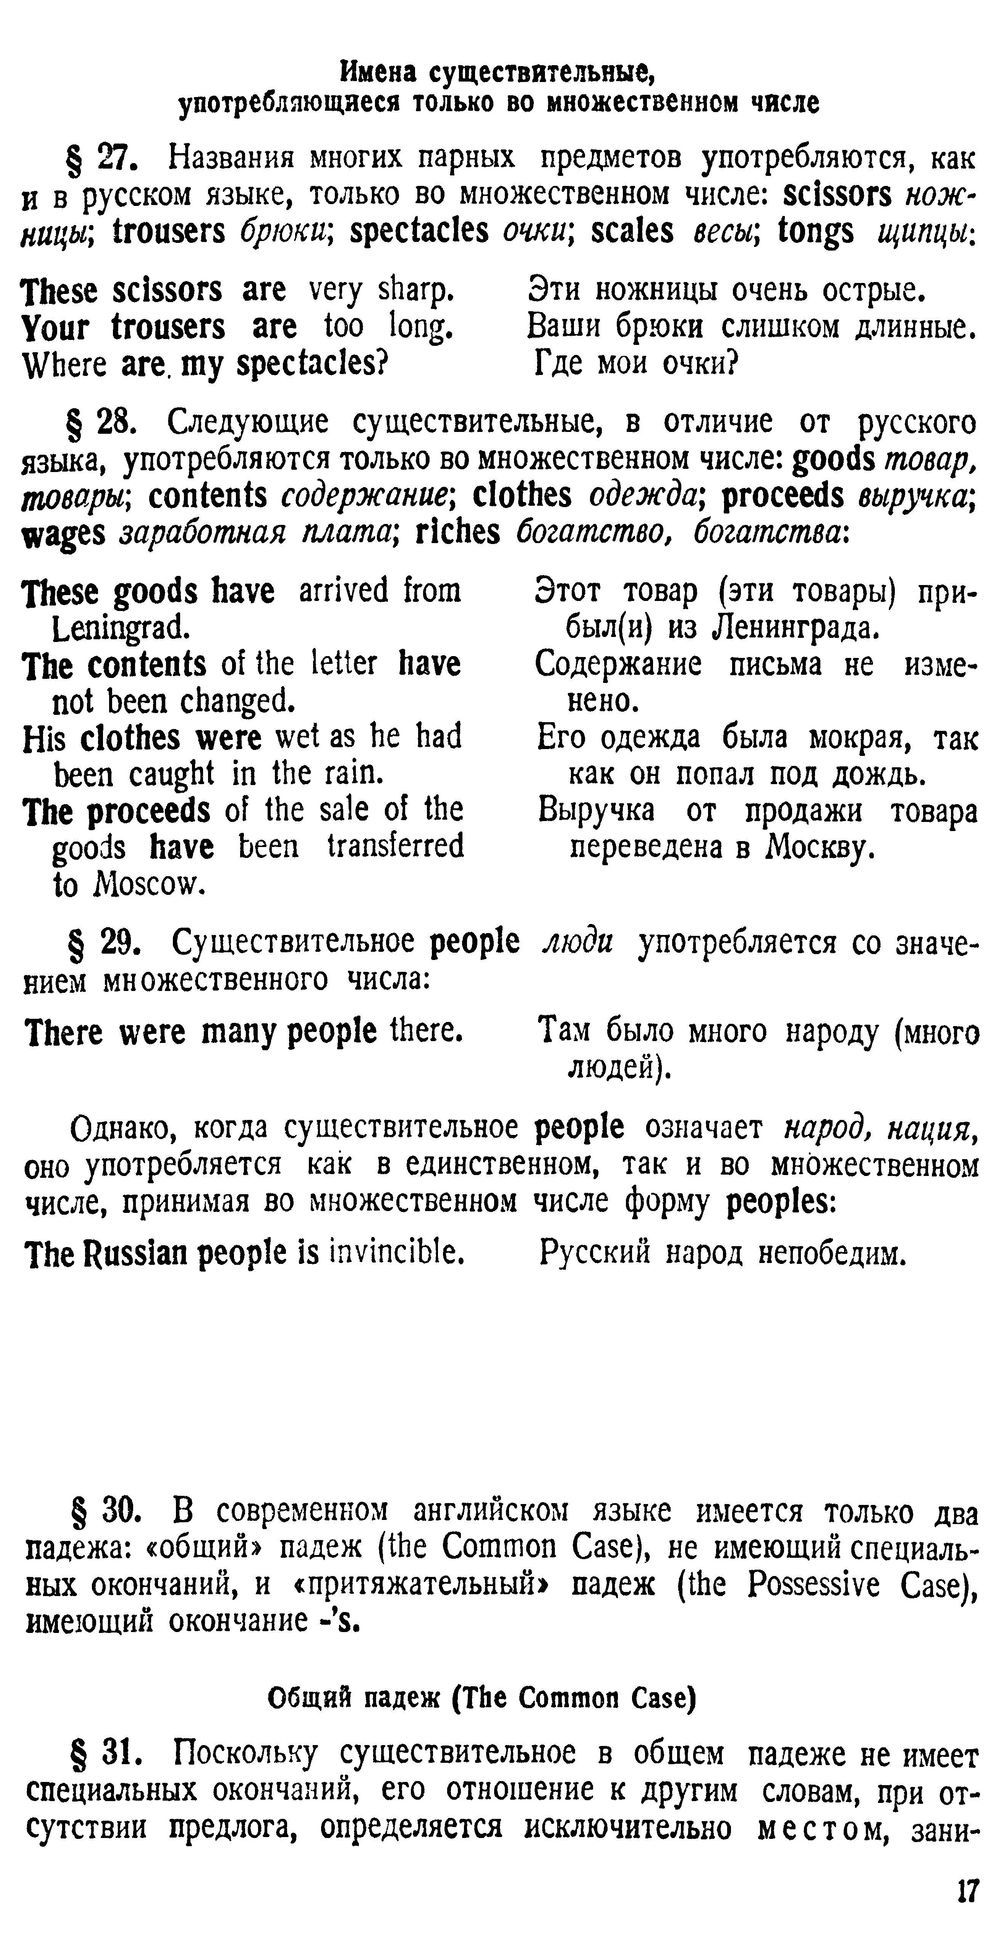 Имена существительные,
употребляющиеся только во множественном числе
§ 27. Названия многих парных предметов употребляются, как
и в русском языке, только во множественном числе: scissors нож-
ницы; trousers брюки; spectacles очки; scales весы; tongs щипцы:
These scissors are very sharp. Эти ножницы очень острые.
Your trousers are too long. Ваши брюки слишком длинные.
Where are my spectacles? Где мои очки?
§ 28. Следующие существительные, в отличие от русского
языка, употребляются только во множественном числе: goods товар,
товары; contents содержание; clothes одежда; proceeds выручка;
wages заработная плата; riches богатство, богатства:
These goods have arrived from Этот товар (эти товары) при-
Leningrad. был(и) из Ленинграда.
The contents of the letter have Содержание письма не изме-
not been changed. нено.
His clothes were wet as he had Его одежда была мокрая, так
been caught in the rain. как он попал под дождь.
The proceeds of the sale of the Выручка от продажи товара
goods have been transferred переведена в Москву.
to Moscow.
§ 29. Существительное people люди употребляется со значе-
нием множественного числа:
There were many people there. Там было много народу (много
людей).
Однако, когда существительное people означает народ, нация,
оно употребляется как в единственном, так и во множественном
числе, принимая во множественном числе форму peoples:
The Russian people is invincible. Русский народ непобедим.
§ 30. В современном английском языке имеется только два
падежа: «общий» падеж (the Common Case), не имеющий специаль-
ных окончаний, и «притяжательный» падеж (the Possessive Case),
имеющий окончание -’s.
Общий падеж (The Common Case)
§ 31. Поскольку существительное в общем падеже не имеет
специальных окончаний, его отношение к другим словам, при от-
сутствии предлога, определяется исключительно местом, зани-
17